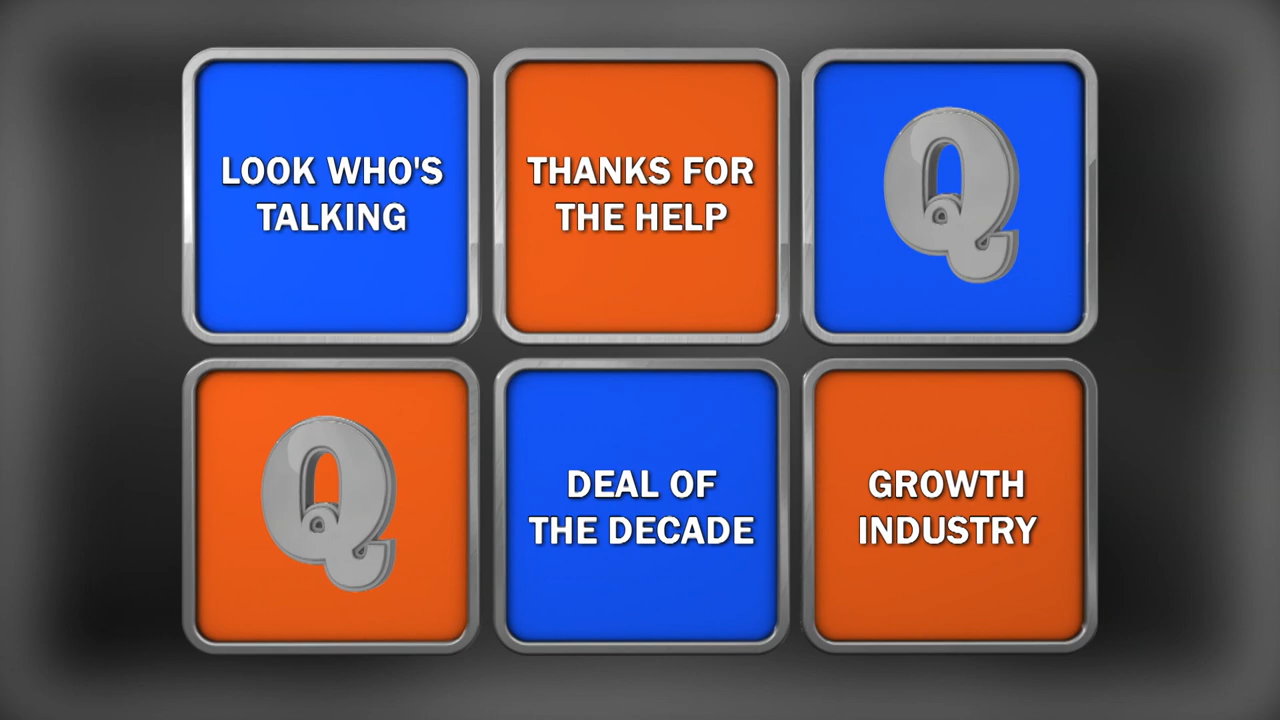 LOOK WHO'S
TALKING
THANKS FOR
THE HELP
Q
Q
DEAL OF
THE DECADE
GROWTH
INDUSTRY